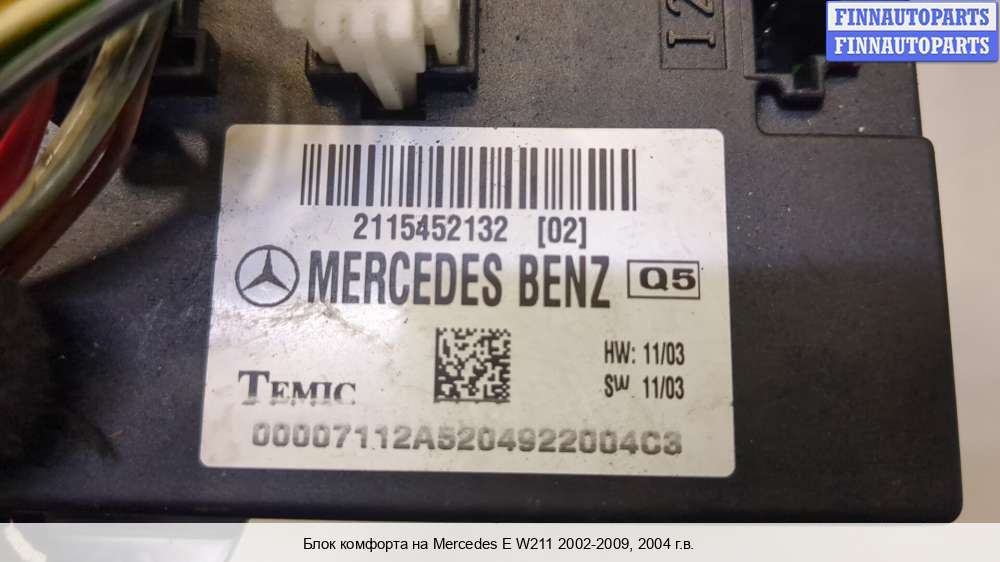 I2
FINNAUTOPARTS
FINNAUTOPARTS
2115452132 [02]
MERCEDES BENZ Q5
HW: 11/03
SW 11/03
TEMIC
00007112A5204922004C3
Блок комфорта на Mercedes E W211 2002-2009, 2004 г.в.